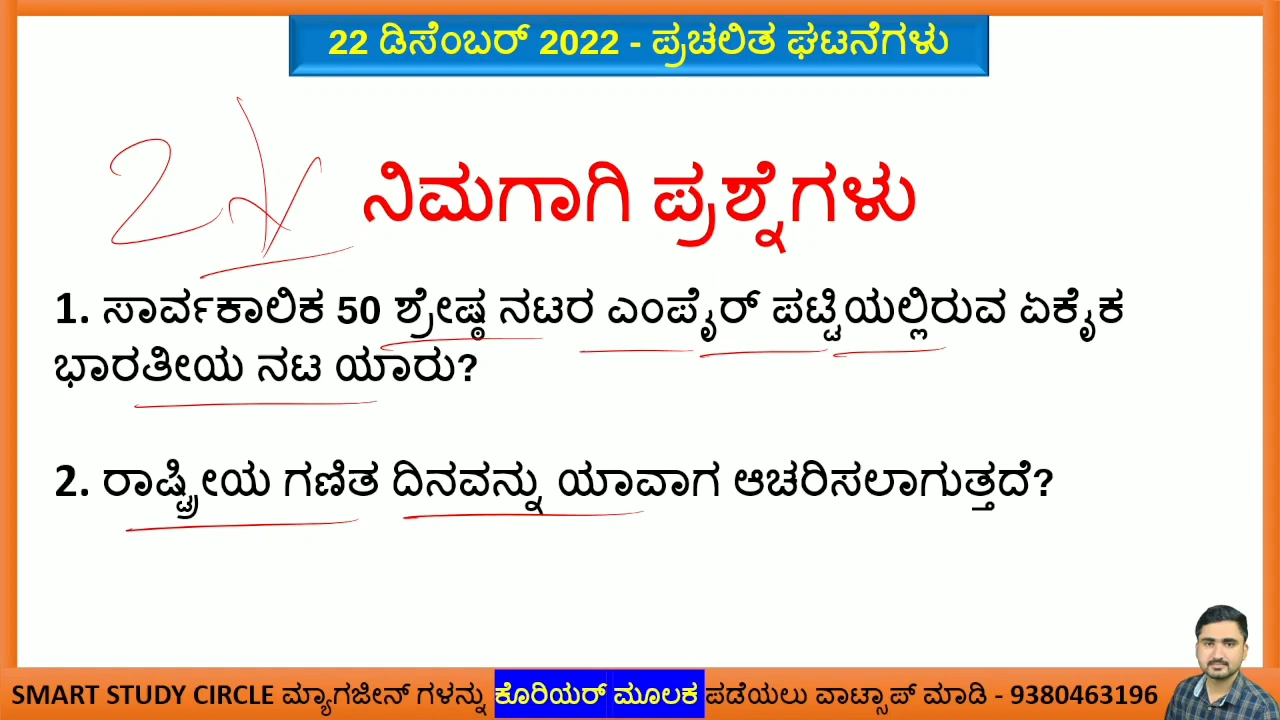 22 ಡಿಸೆಂಬರ್ 2022 - ಪ್ರಚಲಿತ ಘಟನೆಗಳು
ನಿಮಗಾಗಿ ಪ್ರಶ್ನೆಗಳು
1. ಸಾರ್ವಕಾಲಿಕ 50 ಶ್ರೇಷ್ಠ ನಟರ ಎಂಪೈರ್ ಪಟ್ಟಿಯಲ್ಲಿರುವ ಏಕೈಕ
ಭಾರತೀಯ ನಟ ಯಾರು?
2. ರಾಷ್ಟ್ರೀಯ ಗಣಿತ ದಿನವನ್ನು ಯಾವಾಗ ಆಚರಿಸಲಾಗುತ್ತದೆ?
SMART STUDY CIRCLE ಮ್ಯಾಗಜೀನ್ ಗಳನ್ನು ಕೊರಿಯರ್ ಮೂಲಕ ಪಡೆಯಲು ವಾಟ್ಸಾಪ್ ಮಾಡಿ - 9380463196